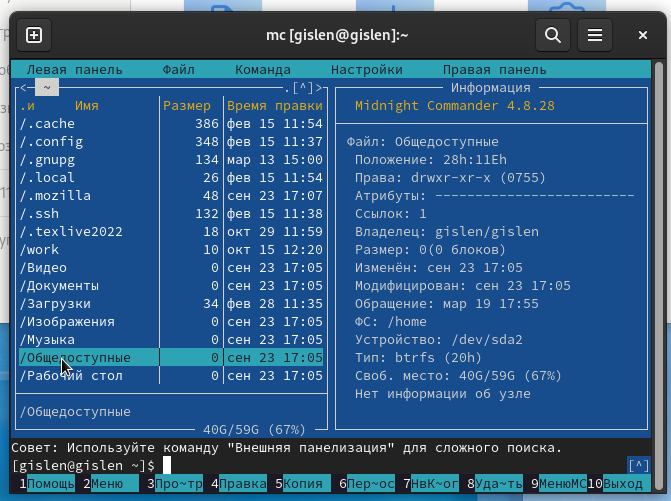 mc [gislen@gislen]:~
Левая панель Файл Команда Настройки Правая панель
<─ ~ .[^]>
.и Имя Размер Время правки
/.cache 386 фев 15 11:54
/.config 348 фев 15 11:37
/.gnupg 134 мар 13 15:00
/.local 26 фев 15 11:54
/.mozilla 48 сен 23 17:07
/.ssh 132 фев 15 11:38
/.texlive2022 18 окт 29 11:59
/work 10 окт 15 12:20
/Видео 0 сен 23 17:05
/Документы 0 сен 23 17:05
/Загрузки 34 фев 28 11:35
/Изображения 0 сен 23 17:05
/Музыка 0 сен 23 17:05
/Общедоступные 0 сен 23 17:05
/Рабочий стол 0 сен 23 17:05
/Общедоступные
40G/59G (67%)
Информация
Midnight Commander 4.8.28
Файл: Общедоступные
Положение: 28h:11Eh
Права: drwxr-xr-x (0755)
Атрибуты: ----------------------
Ссылок: 1
Владелец: gislen/gislen
Размер: 0(0 блоков)
Изменён: сен 23 17:05
Модифицирован: сен 23 17:05
Обращение: мар 19 17:55
ФС: /home
Устройство: /dev/sda2
Тип: btrfs (20h)
Своб. место: 40G/59G (67%)
Нет информации об узле
Совет: Используйте команду "Внешняя панелизация" для сложного поиска.
[gislen@gislen ~]$ [^]
1Помощь 2Меню 3Про~тр 4Правка 5Копия 6Пер~ос 7НвК~ог 8Уда~ть 9МенюMC 10Выход